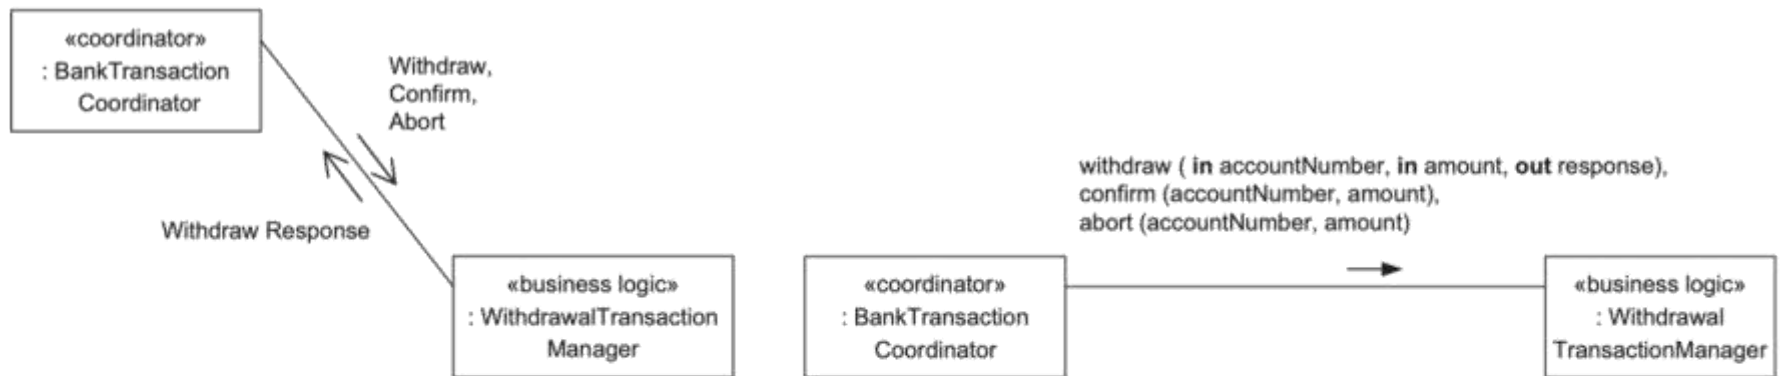 «coordinator»
: BankTransaction
Coordinator
Withdraw,
Confirm,
Abort
Withdraw Response
«business logic»
: WithdrawalTransaction
Manager
withdraw ( in accountNumber, in amount, out response),
confirm (accountNumber, amount),
abort (accountNumber, amount)
«coordinator»
: BankTransaction
Coordinator
«business logic»
: Withdrawal
TransactionManager